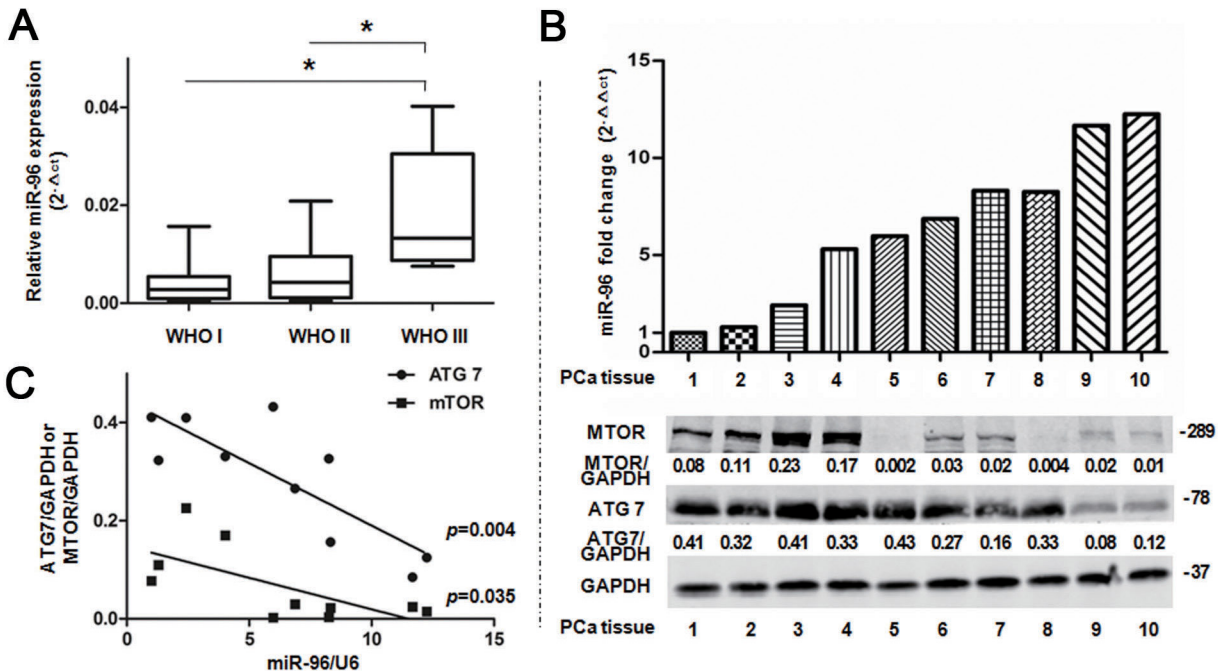 A
*
*
Relative miR-96 expression
(2-ΔCt)
0.04
0.02
0.00
WHO I
WHO II
WHO III
B
miR-96 fold change (2-ΔΔct)
15
10
5
1
0
PCa tissue 1 2 3 4 5 6 7 8 9 10
MTOR
-289
MTOR/
GAPDH
0.08 0.11 0.23 0.17 0.002 0.03 0.02 0.004 0.02 0.01
ATG 7
-78
ATG7/
GAPDH
0.41 0.32 0.41 0.33 0.43 0.27 0.16 0.33 0.08 0.12
GAPDH
-37
PCa tissue 1 2 3 4 5 6 7 8 9 10
C
ATG 7
mTOR
ATG7/GAPDH or
MTOR/GAPDH
0.4
0.2
0.0
p=0.004
p=0.035
0 5 10 15
miR-96/U6